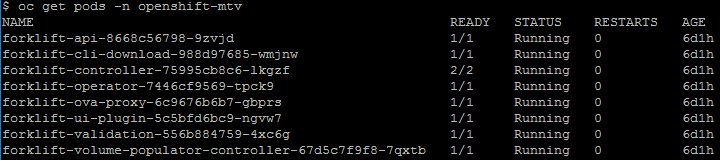 $ oc get pods -n openshift-mtv
NAME READY STATUS RESTARTS AGE
forklift-api-8668c56798-9zvjd 1/1 Running 0 6d1h
forklift-cli-download-988d97685-wmjnw 1/1 Running 0 6d1h
forklift-controller-75995cb8c6-lkgzf 2/2 Running 0 6d1h
forklift-operator-7446cf9569-tpck9 1/1 Running 0 6d1h
forklift-ova-proxy-6c9676b6b7-gbprs 1/1 Running 0 6d1h
forklift-ui-plugin-5c5bfd6bc9-ngvw7 1/1 Running 0 6d1h
forklift-validation-556b884759-4xc6g 1/1 Running 0 6d1h
forklift-volume-populator-controller-67d5c7f9f8-7qxtb 1/1 Running 0 6d1h